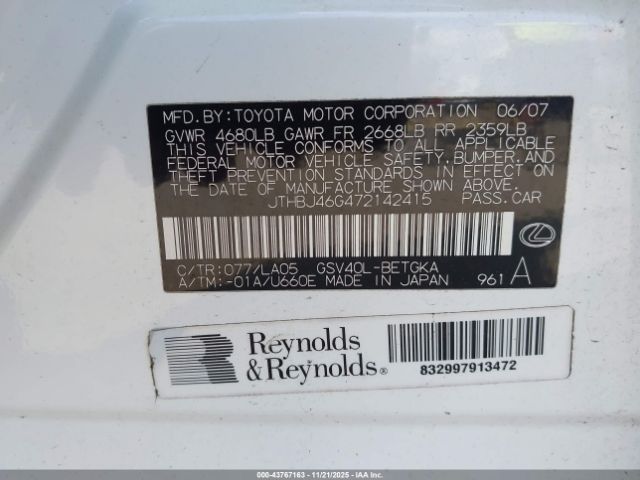 MFD. BY: TOYOTA MOTOR CORPORATION 06/07
GVWR 4680LB GAWR FR 2668LB RR 2359LB
THIS VEHICLE CONFORMS TO ALL APPLICABLE
FEDERAL MOTOR VEHICLE SAFETY, BUMPER, AND
THEFT PREVENTION STANDARDS IN EFFECT ON
THE DATE OF MANUFACTURE SHOWN ABOVE.
JTHBJ46G472142415 PASS. CAR
C/TR: 077/LA05 GSV40L-BETGKA
A/TM: -01A/U660E MADE IN JAPAN 961 A
Reynolds
& Reynolds®
832997913472
000-43767163 - 11/21/2025 - IAAI.COM